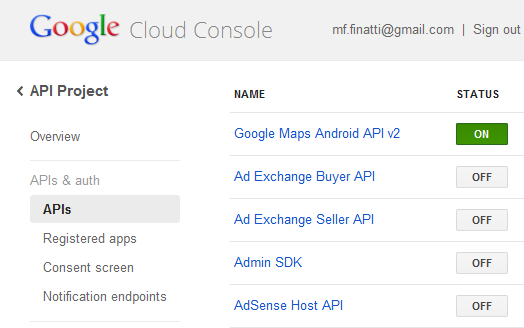 Google Cloud Console mf.finatti@gmail.com | Sign out
API Project
NAME STATUS
Overview
Google Maps Android API v2 ON
APIs & auth
Ad Exchange Buyer API OFF
APIs
Ad Exchange Seller API OFF
Registered apps
Consent screen
Admin SDK OFF
Notification endpoints
AdSense Host API OFF